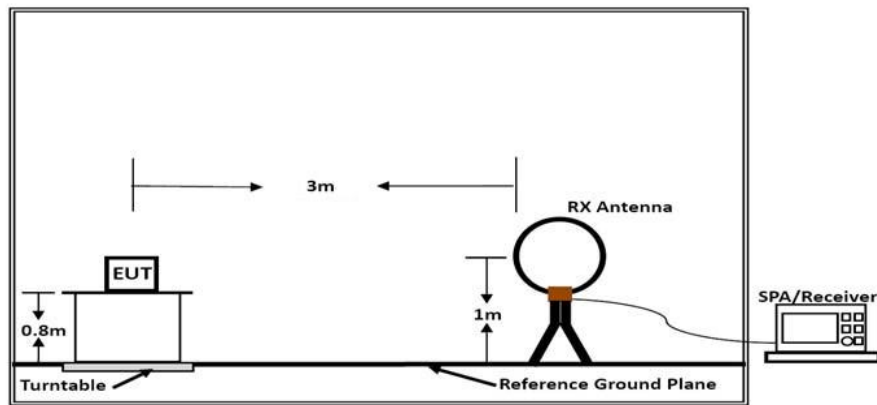 3m
RX Antenna
EUT
SPA/Receiver
0.8m
1m
Turntable
Reference Ground Plane